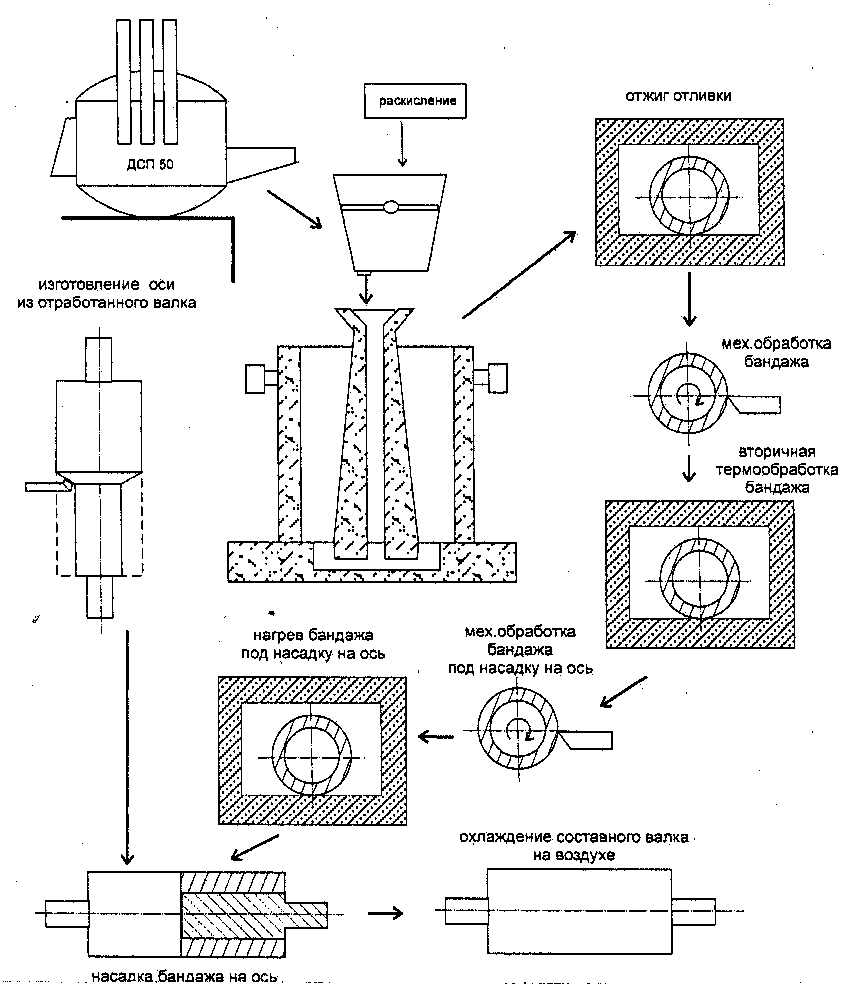 ДСП 50
раскисление
отжиг отливки
изготовление оси
из отработанного валка
мех.обработка
бандажа
вторичная
термообработка
бандажа
нагрев бандажа
под насадку на ось
мех.обработка
бандажа
под насадку на ось
охлаждение составного валка
на воздухе
насадка бандажа на ось